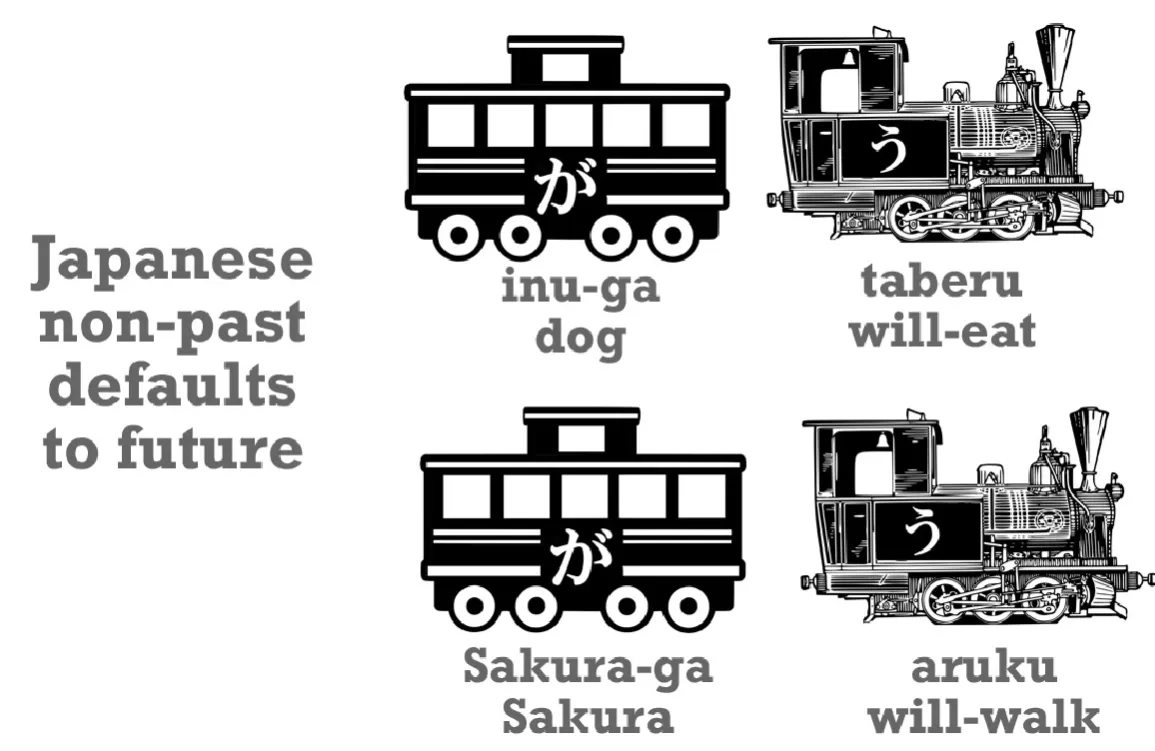 Japanese
non-past
defaults
to future
が
う
inu-ga
dog
taberu
will-eat
が
う
Sakura-ga
Sakura
aruku
will-walk